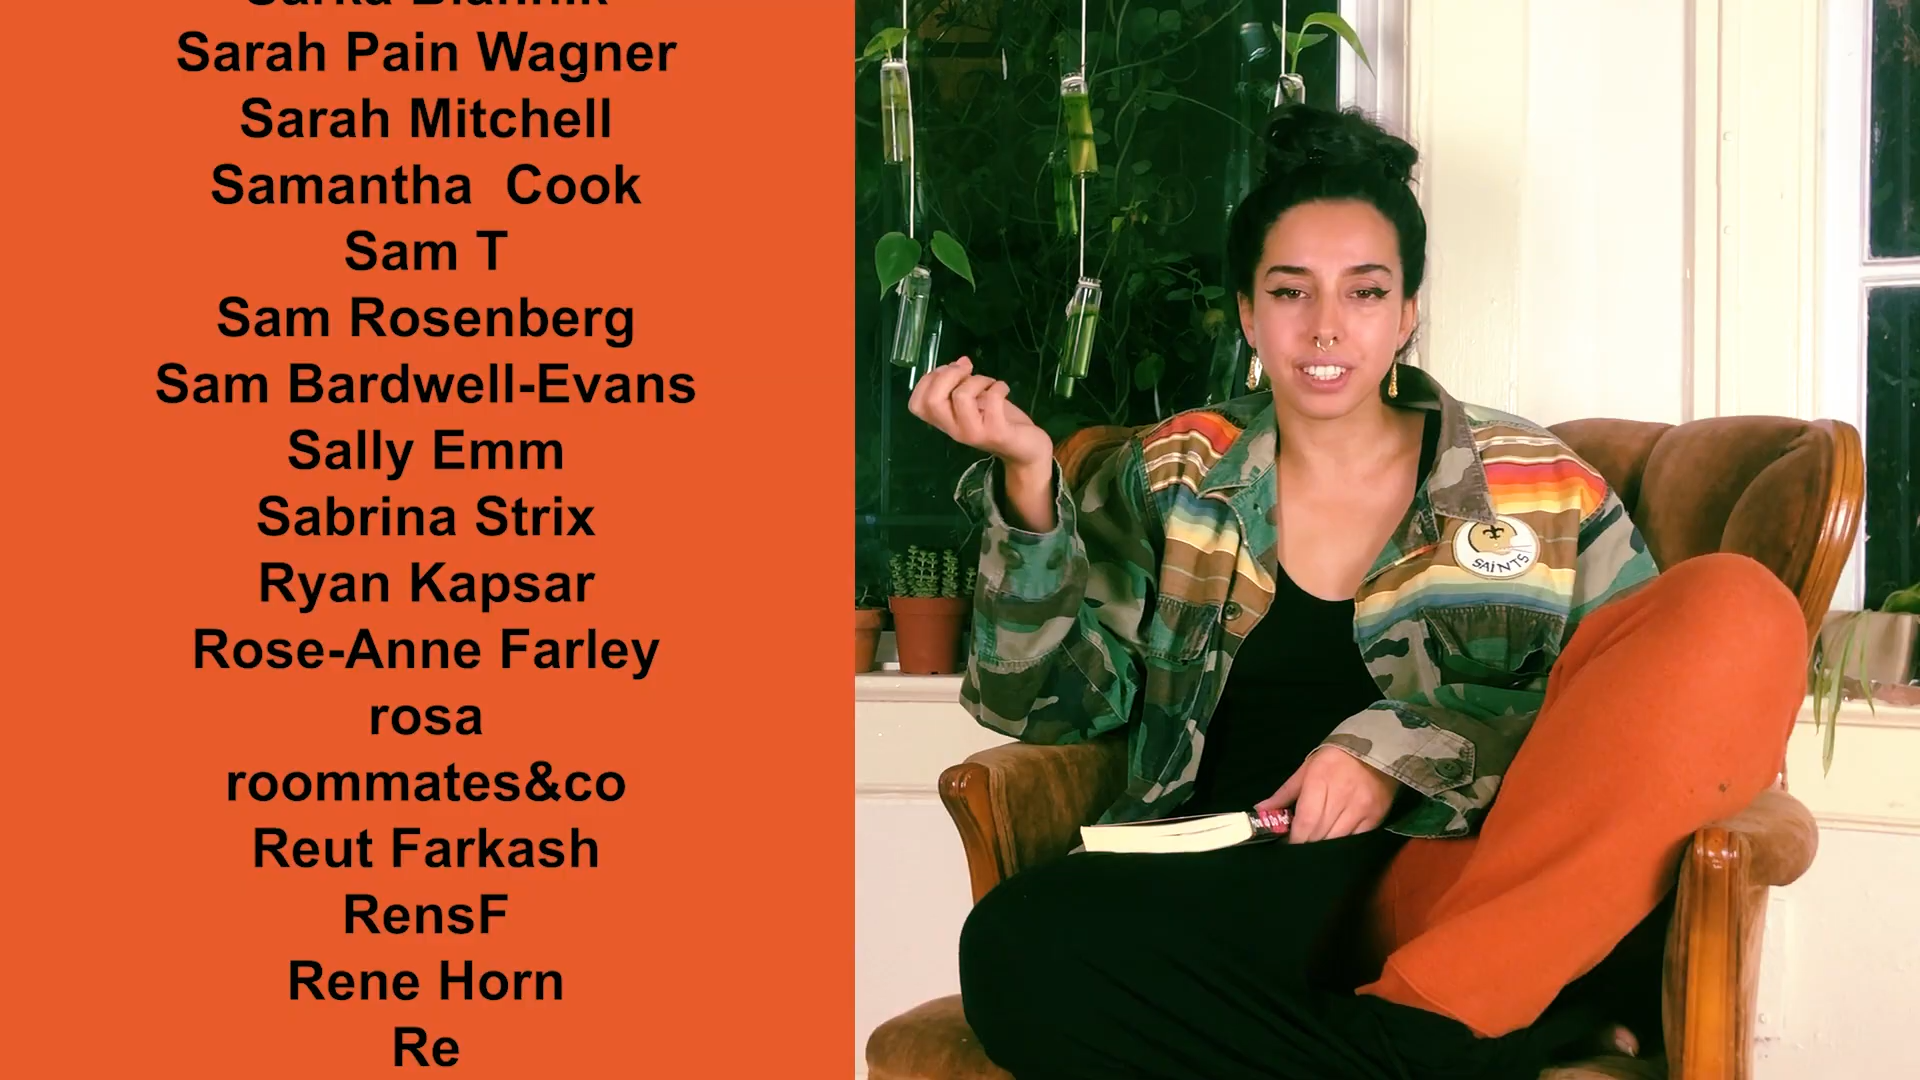 Sarah Pain Wagner
Sarah Mitchell
Samantha  Cook
Sam T
Sam Rosenberg
Sam Bardwell-Evans
Sally Emm
Sabrina Strix
Ryan Kapsar
Rose-Anne Farley
rosa
roommates&co
Reut Farkash
RensF
Rene Horn
Re
SAINTS